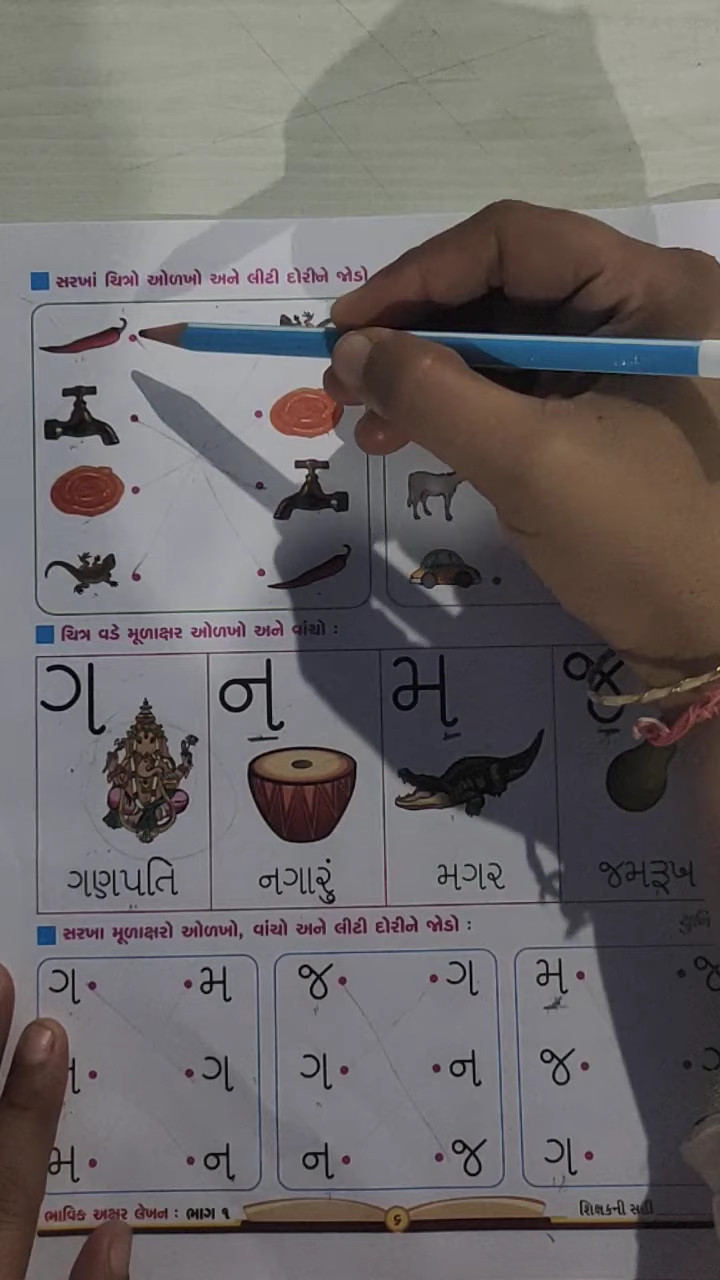 સરખાં ચિત્રો ઓળખો અને લીટી દોરીને જોડો
ચિત્ર વડે મૂળાક્ષર ઓળખો અને વાંચો :
ગ ન મ જ
ગણપતિ નગારું મગર જમરૂખ
સરખા મૂળાક્ષરો ઓળખો, વાંચો અને લીટી દોરીને જોડો :
ગ મ જ ગ મ જ
ગ ગ ન જ
મ ન ન જ ગ
ભાવિક અક્ષર લેખન : ભાગ ૧ ૬ શિક્ષકની